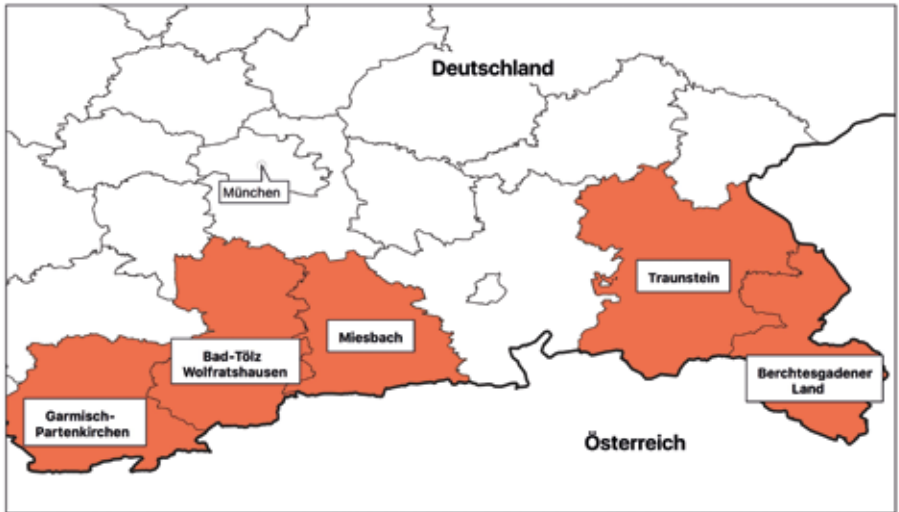 Deutschland
München
Traunstein
Miesbach
Bad-Tölz
Wolfratshausen
Berchtesgadener
Land
Garmisch-
Partenkirchen
Österreich